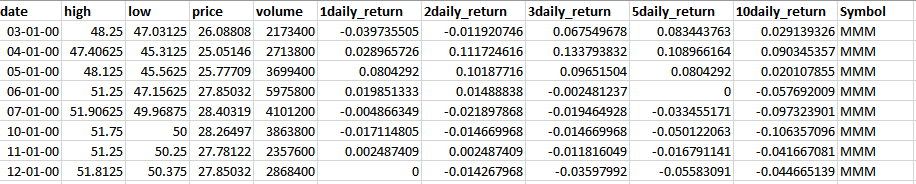 date high low price volume 1daily_return 2daily_return 3daily_return 5daily_return 10daily_return Symbol
03-01-00 48.25 47.03125 26.08808 2173400 -0.039735505 -0.011920746 0.067549678 0.083443763 0.029139326 MMM
04-01-00 47.40625 45.3125 25.05146 2713800 0.028965726 0.111724616 0.133793832 0.108966164 0.090345357 MMM
05-01-00 48.125 45.5625 25.77709 3699400 0.0804292 0.10187716 0.09651504 0.0804292 0.020107855 MMM
06-01-00 51.25 47.15625 27.85032 5975800 0.019851333 0.01488838 -0.002481237 0 -0.057692009 MMM
07-01-00 51.90625 49.96875 28.40319 4101200 -0.004866349 -0.021897868 -0.019464928 -0.033455171 -0.097323901 MMM
10-01-00 51.75 50 28.26497 3863800 -0.017114805 -0.014669968 -0.014669968 -0.050122063 -0.106357096 MMM
11-01-00 51.25 50.25 27.78122 2357600 0.002487409 0.002487409 -0.011816049 -0.016791141 -0.041667081 MMM
12-01-00 51.8125 50.375 27.85032 2868400 0 -0.014267968 -0.03597992 -0.05583091 -0.044665139 MMM